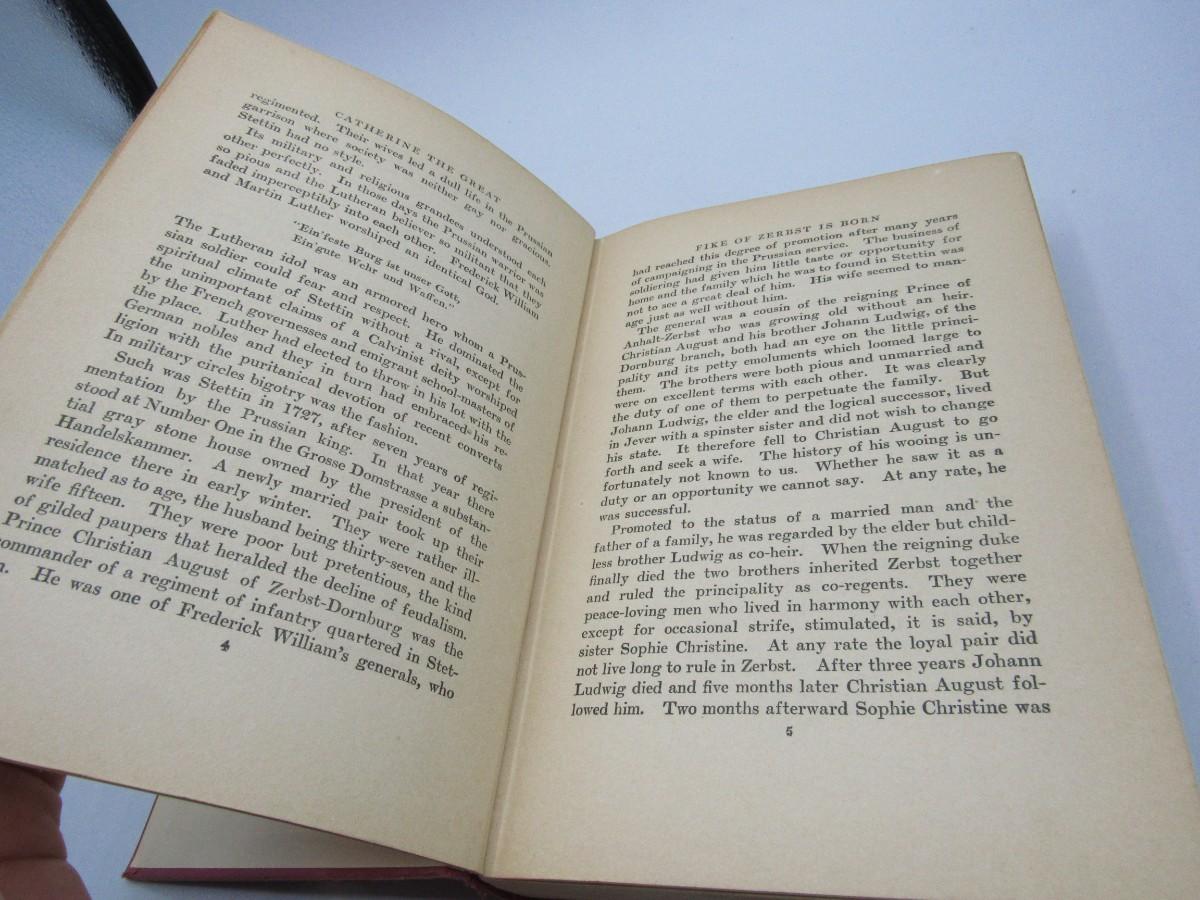 CATHERINE THE GREAT
regimented. Their wives led a dull life in the Prussian
garrison where society was neither gay nor gracious.
Stettin had no style.
Its military and religious grandees understood each
other perfectly. In those days the Prussian warrior was
so pious and the Lutheran believer so militant that they
faded imperceptibly into each other. Frederick William
and Martin Luther worshiped an identical God.
"Ein' feste Burg ist unser Gott,
Ein' gute Wehr und Waffen."
The Lutheran idol was an armored hero whom a Prus-
sian soldier could fear and respect. He dominated the
spiritual climate of Stettin without a rival, except for
the unimportant claims of a Calvinist deity worshiped
by the French governesses and emigrant school-masters of
the place. Luther had elected to throw in his lot with the
German nobles and they in turn had embraced his re-
ligion with the puritanical devotion of recent converts
In military circles bigotry was the fashion.
Such was Stettin in 1727, after seven years of regi-
mentation by the Prussian king. In that year there
stood at Number One in the Grosse Domstrasse a substan-
tial gray stone house owned by the president of the
Handelskammer. A newly married pair took up their
residence there in early winter. They were rather ill-
matched as to age, the husband being thirty-seven and the
wife fifteen. They were poor but pretentious, the kind
of gilded paupers that heralded the decline of feudalism.
Prince Christian August of Zerbst-Dornburg was the
commander of a regiment of infantry quartered in Stet-
n. He was one of Frederick William's generals, who
4
FIKE OF ZERBST IS BORN
had reached this degree of promotion after many years
of campaigning in the Prussian service. The business of
soldiering had given him little taste or opportunity for
home and the family which he was to found in Stettin was
not to see a great deal of him. His wife seemed to man-
age just as well without him.
The general was a cousin of the reigning Prince of
Anhalt-Zerbst who was growing old without an heir.
Christian August and his brother Johann Ludwig, of the
Dornburg branch, both had an eye on the little princi-
pality and its petty emoluments which loomed large to
them. The brothers were both pious and unmarried and
were on excellent terms with each other. It was clearly
the duty of one of them to perpetuate the family. But
Johann Ludwig, the elder and the logical successor, lived
in Jever with a spinster sister and did not wish to change
his state. It therefore fell to Christian August to go
forth and seek a wife. The history of his wooing is un-
fortunately not known to us. Whether he saw it as a
duty or an opportunity we cannot say. At any rate, he
was successful.
Promoted to the status of a married man and the
father of a family, he was regarded by the elder but child-
less brother Ludwig as co-heir. When the reigning duke
finally died the two brothers inherited Zerbst together
and ruled the principality as co-regents. They were
peace-loving men who lived in harmony with each other,
except for occasional strife, stimulated, it is said, by
sister Sophie Christine. At any rate the loyal pair did
not live long to rule in Zerbst. After three years Johann
Ludwig died and five months later Christian August fol-
lowed him. Two months afterward Sophie Christine was
5